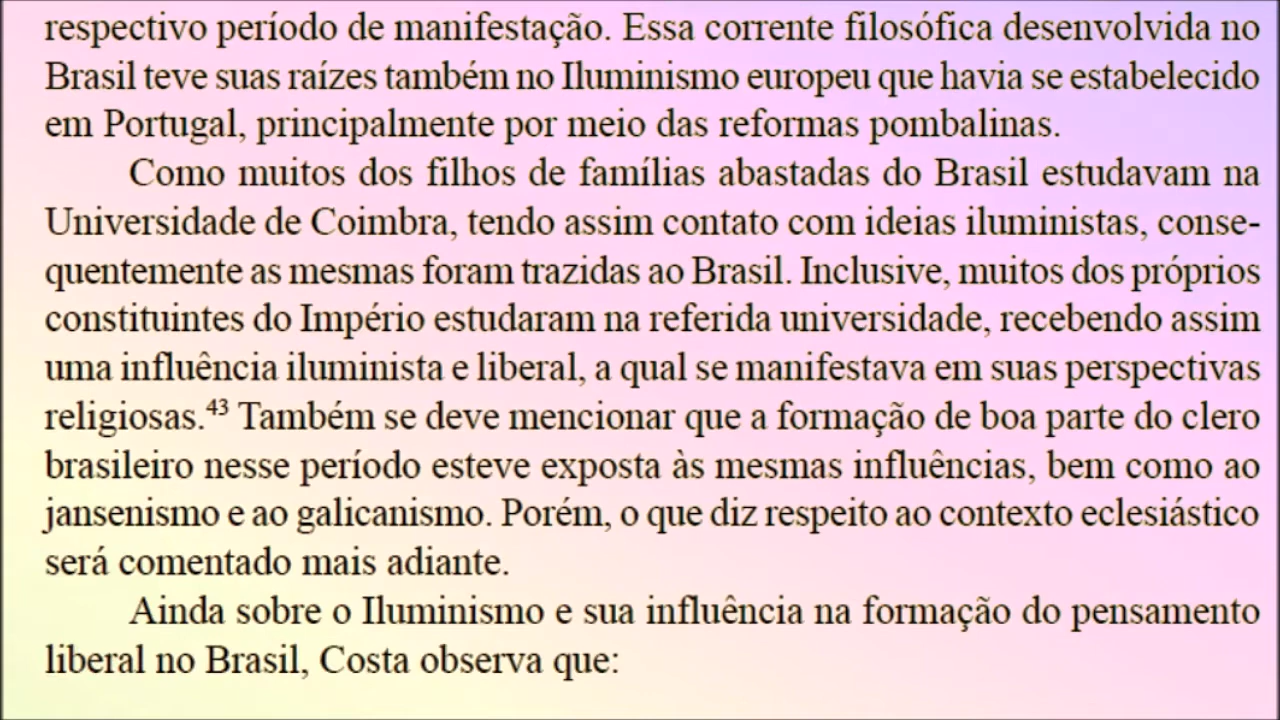 respectivo período de manifestação. Essa corrente filosófica desenvolvida no
Brasil teve suas raízes também no Iluminismo europeu que havia se estabelecido
em Portugal, principalmente por meio das reformas pombalinas.
Como muitos dos filhos de famílias abastadas do Brasil estudavam na
Universidade de Coimbra, tendo assim contato com ideias iluministas, conse-
quentemente as mesmas foram trazidas ao Brasil. Inclusive, muitos dos próprios
constituintes do Império estudaram na referida universidade, recebendo assim
uma influência iluminista e liberal, a qual se manifestava em suas perspectivas
religiosas.⁴³ Também se deve mencionar que a formação de boa parte do clero
brasileiro nesse período esteve exposta às mesmas influências, bem como ao
jansenismo e ao galicanismo. Porém, o que diz respeito ao contexto eclesiástico
será comentado mais adiante.
Ainda sobre o Iluminismo e sua influência na formação do pensamento
liberal no Brasil, Costa observa que: